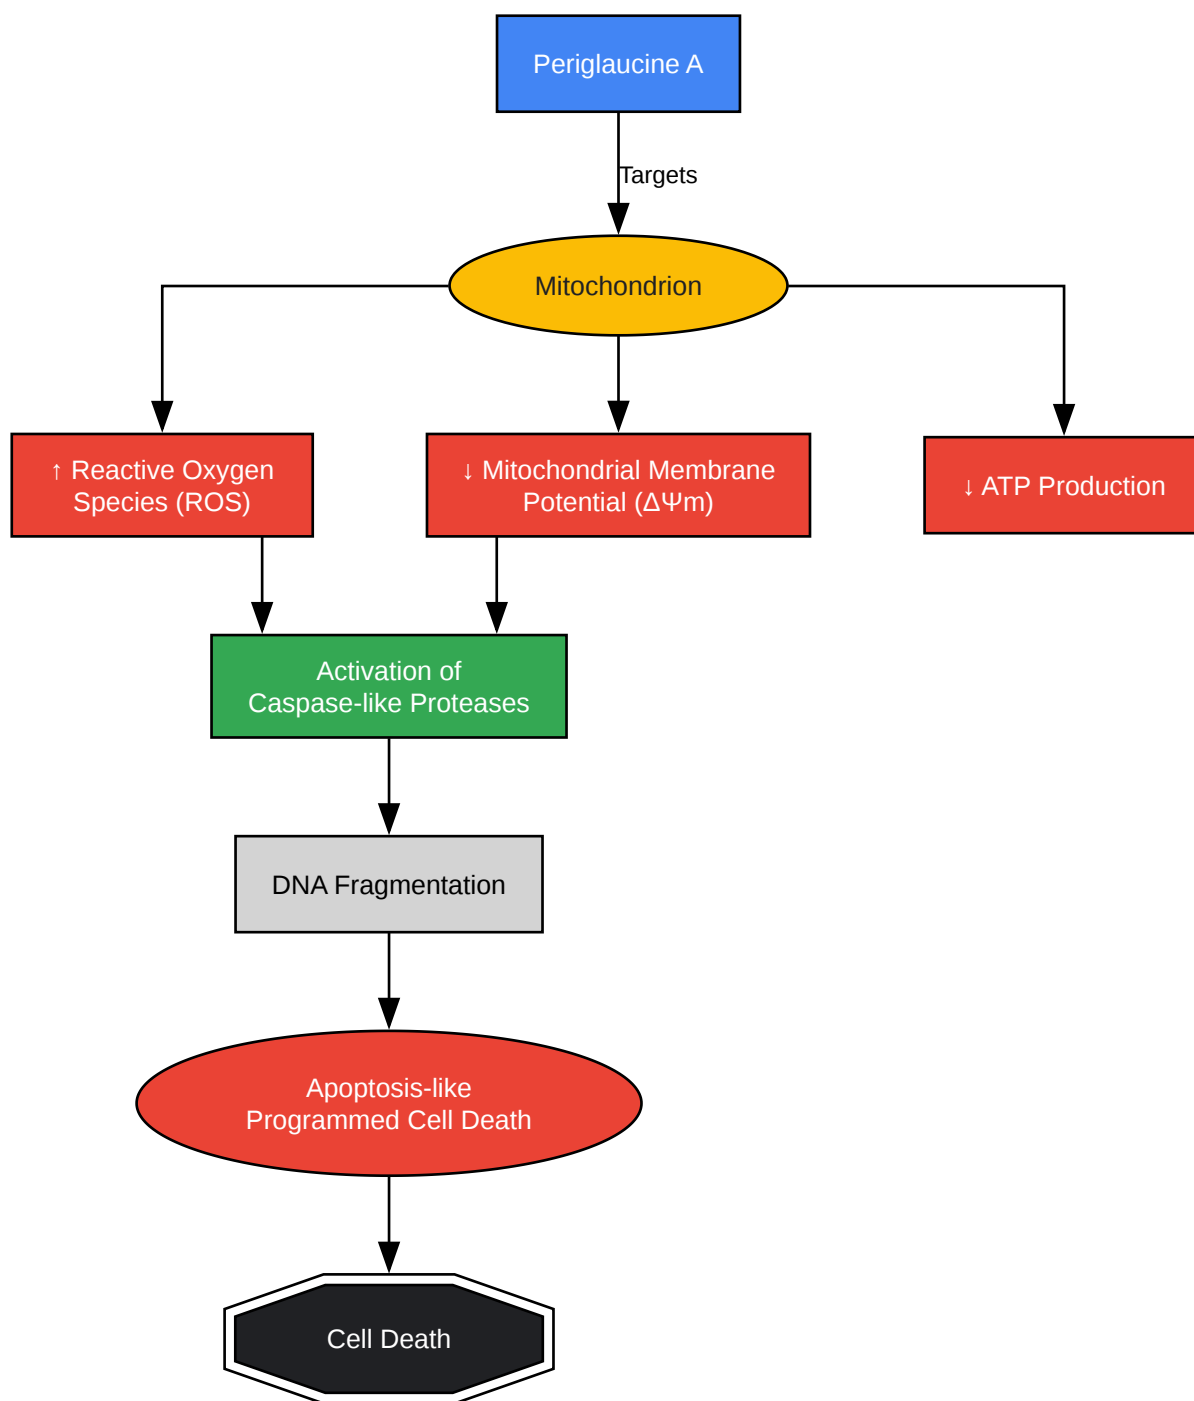 Periglaucine A
Targets
Mitochondrion
↑ Reactive Oxygen
Species (ROS)
↓ Mitochondrial Membrane
Potential (ΔΨm)
↓ ATP Production
Activation of
Caspase-like Proteases
DNA Fragmentation
Apoptosis-like
Programmed Cell Death
Cell Death